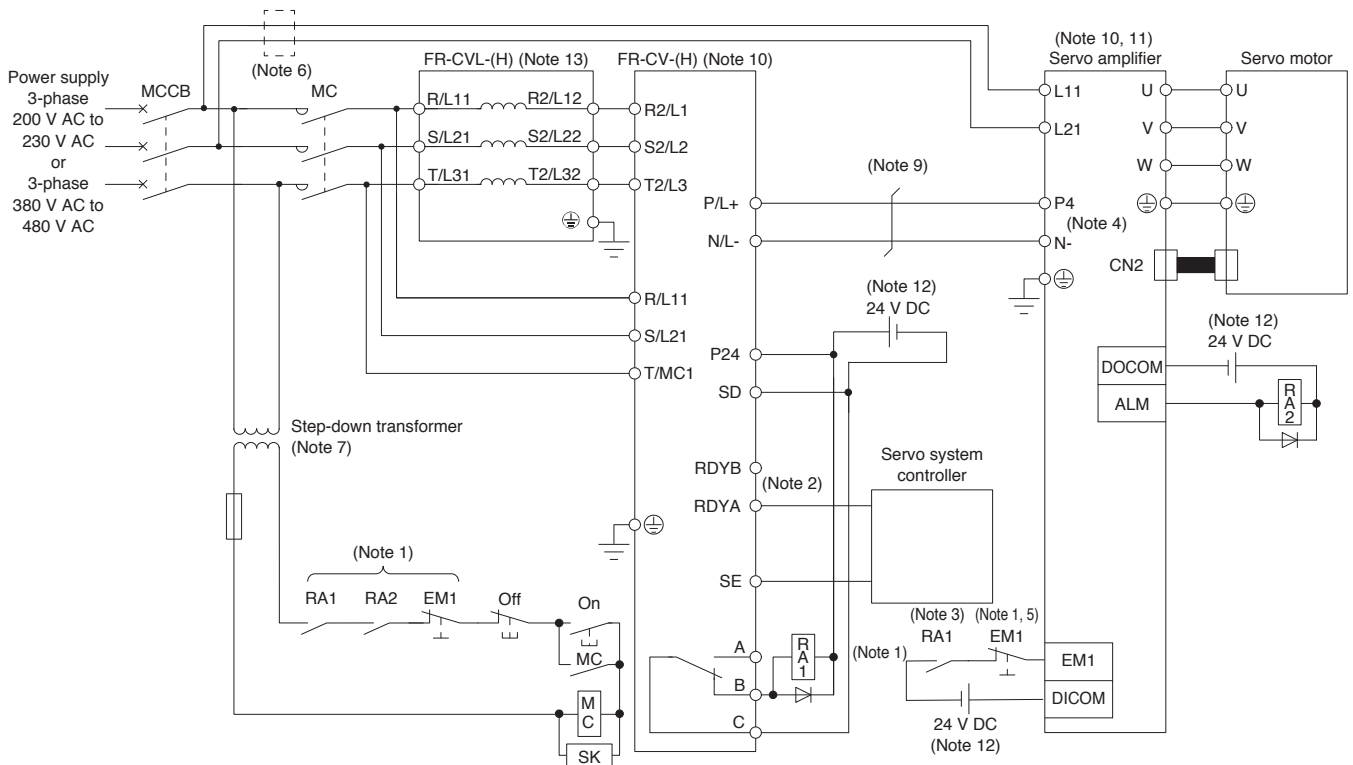 FR-CVL-(H) (Note 13)
FR-CV-(H) (Note 10)
(Note 10, 11)
Servo amplifier
Servo motor
(Note 6)
Power supply
3-phase
200 V AC to
230 V AC
or
3-phase
380 V AC to
480 V AC
MCCB
MC
R/L11
R2/L12
S/L21
S2/L22
T/L31
T2/L32
R2/L1
S2/L2
T2/L3
L11
L21
U
V
W
U
V
W
(Note 9)
P/L+
N/L-
P4
(Note 4)
N-
CN2
R/L11
S/L21
T/MC1
(Note 12)
24 V DC
P24
SD
(Note 12)
24 V DC
DOCOM
ALM
RA2
Step-down transformer
(Note 7)
RDYB
(Note 2)
RDYA
SE
Servo system
controller
(Note 1)
RA1
RA2
EM1
Off
On
MC
MC
SK
A
B
C
RA1
(Note 1)
(Note 3)
RA1
(Note 1, 5)
EM1
EM1
DICOM
24 V DC
(Note 12)